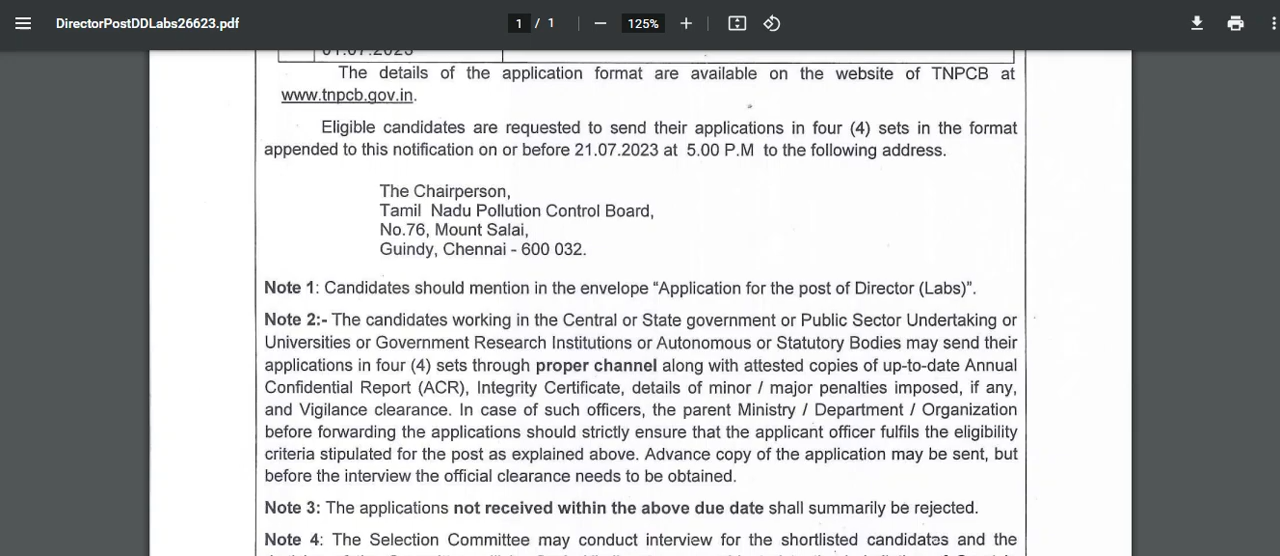 DirectorPostDDLabs26623.pdf
1 / 1
125%
01.07.2023
The details of the application format are available on the website of TNPCB at
www.tnpcb.gov.in.
Eligible candidates are requested to send their applications in four (4) sets in the format
appended to this notification on or before 21.07.2023 at 5.00 P.M to the following address.
The Chairperson,
Tamil Nadu Pollution Control Board,
No.76, Mount Salai,
Guindy, Chennai - 600 032.
Note 1: Candidates should mention in the envelope “Application for the post of Director (Labs)”.
Note 2:- The candidates working in the Central or State government or Public Sector Undertaking or
Universities or Government Research Institutions or Autonomous or Statutory Bodies may send their
applications in four (4) sets through proper channel along with attested copies of up-to-date Annual
Confidential Report (ACR), Integrity Certificate, details of minor / major penalties imposed, if any,
and Vigilance clearance. In case of such officers, the parent Ministry / Department / Organization
before forwarding the applications should strictly ensure that the applicant officer fulfils the eligibility
criteria stipulated for the post as explained above. Advance copy of the application may be sent, but
before the interview the official clearance needs to be obtained.
Note 3: The applications not received within the above due date shall summarily be rejected.
Note 4: The Selection Committee may conduct interview for the shortlisted candidates and the